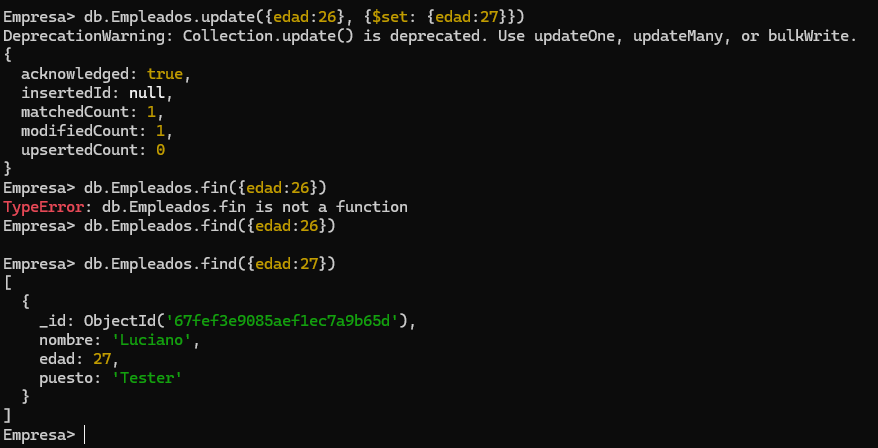 Empresa> db.Empleados.update({edad:26}, {$set: {edad:27}})
DeprecationWarning: Collection.update() is deprecated. Use updateOne, updateMany, or bulkWrite.
{
  acknowledged: true,
  insertedId: null,
  matchedCount: 1,
  modifiedCount: 1,
  upsertedCount: 0
}
Empresa> db.Empleados.fin({edad:26})
TypeError: db.Empleados.fin is not a function
Empresa> db.Empleados.find({edad:26})

Empresa> db.Empleados.find({edad:27})
[
  {
    _id: ObjectId('67fef3e9085aef1ec7a9b65d'),
    nombre: 'Luciano',
    edad: 27,
    puesto: 'Tester'
  }
]
Empresa>